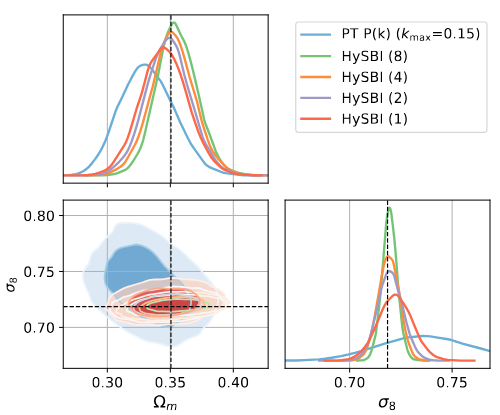 PT P(k) (k_max=0.15)
HySBI (8)
HySBI (4)
HySBI (2)
HySBI (1)
0.80
0.75
0.70
σ₈
0.30 0.35 0.40
Ωₘ
0.70 0.75
σ₈